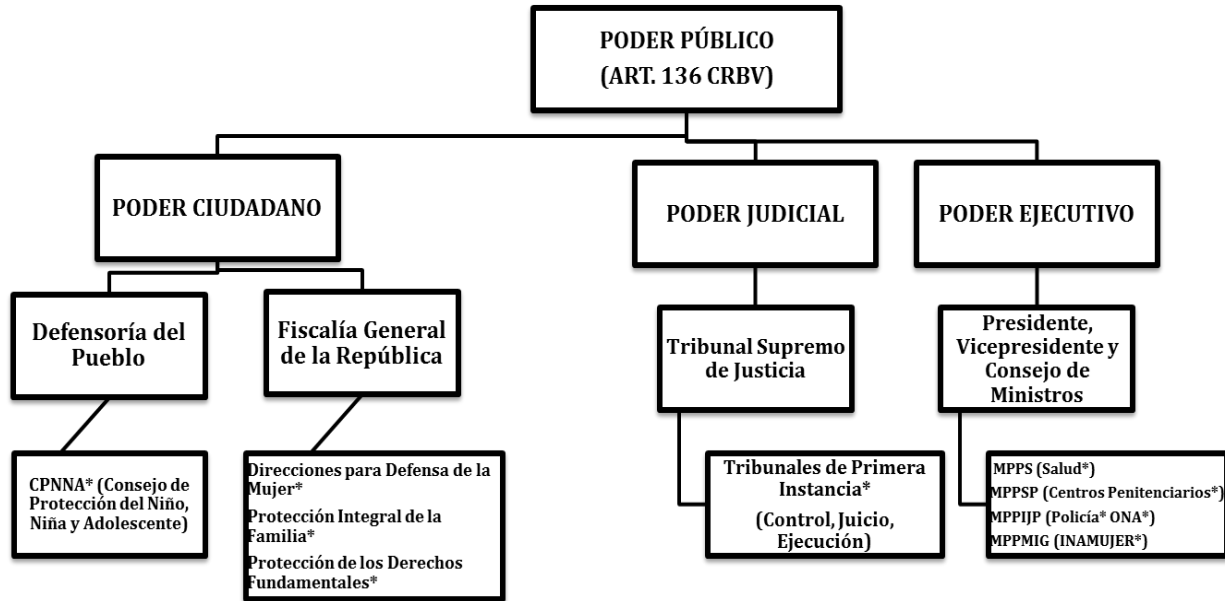 PODER PÚBLICO
(ART. 136 CRBV)
PODER CIUDADANO
PODER JUDICIAL
PODER EJECUTIVO
Defensoría del
Pueblo
Fiscalía General
de la República
Tribunal Supremo
de Justicia
Presidente,
Vicepresidente y
Consejo de
Ministros
CPNNA* (Consejo de
Protección del Niño,
Niña y Adolescente)
Direcciones para Defensa de la
Mujer*
Protección Integral de la
Familia*
Protección de los Derechos
Fundamentales*
Tribunales de Primera
Instancia*
(Control, Juicio,
Ejecución)
MPPS (Salud*)
MPPSP (Centros Penitenciarios*)
MPPIJP (Policía* ONA*)
MPPMIG (INAMUJER*)